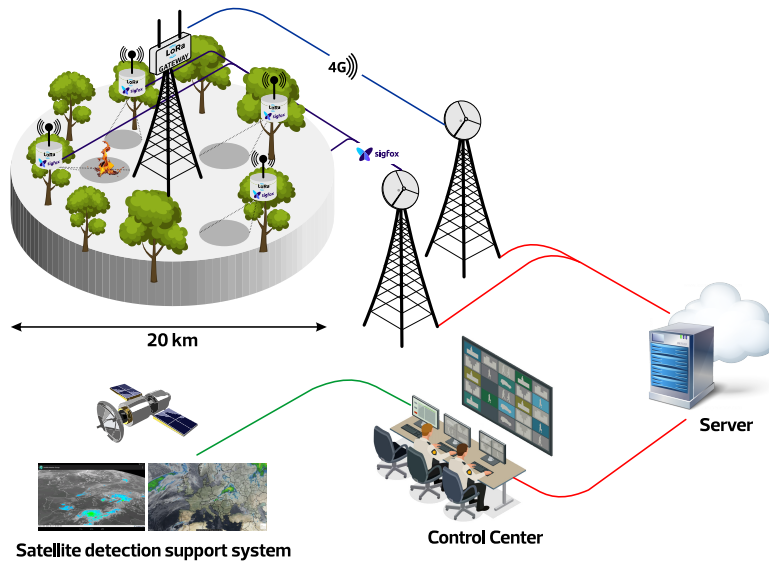 LoRa
GATEWAY
4G
LoRa
sigfox
LoRa
sigfox
LoRa
sigfox
LoRa
sigfox
sigfox
20 km
Server
Control Center
Satellite detection support system